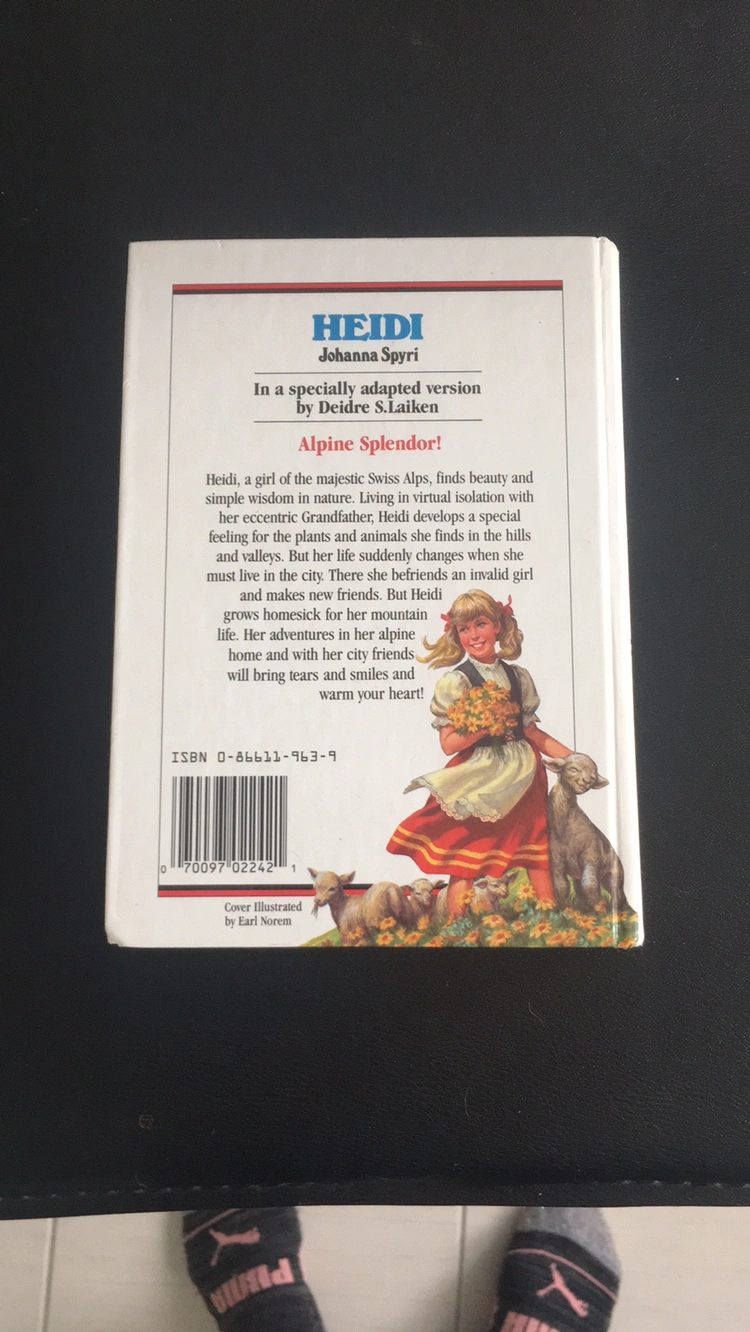 HEIDI
Johanna Spyri
In a specially adapted version
by Deidre S.Laiken
Alpine Splendor!
Heidi, a girl of the majestic Swiss Alps, finds beauty and
simple wisdom in nature. Living in virtual isolation with
her eccentric Grandfather, Heidi develops a special
feeling for the plants and animals she finds in the hills
and valleys. But her life suddenly changes when she
must live in the city. There she befriends an invalid girl
and makes new friends. But Heidi
grows homesick for her mountain
life. Her adventures in her alpine
home and with her city friends
will bring tears and smiles and
warm your heart!
ISBN 0-86611-963-9
0 70097 02242 1
Cover Illustrated
by Earl Norem
PUMA
PUMA